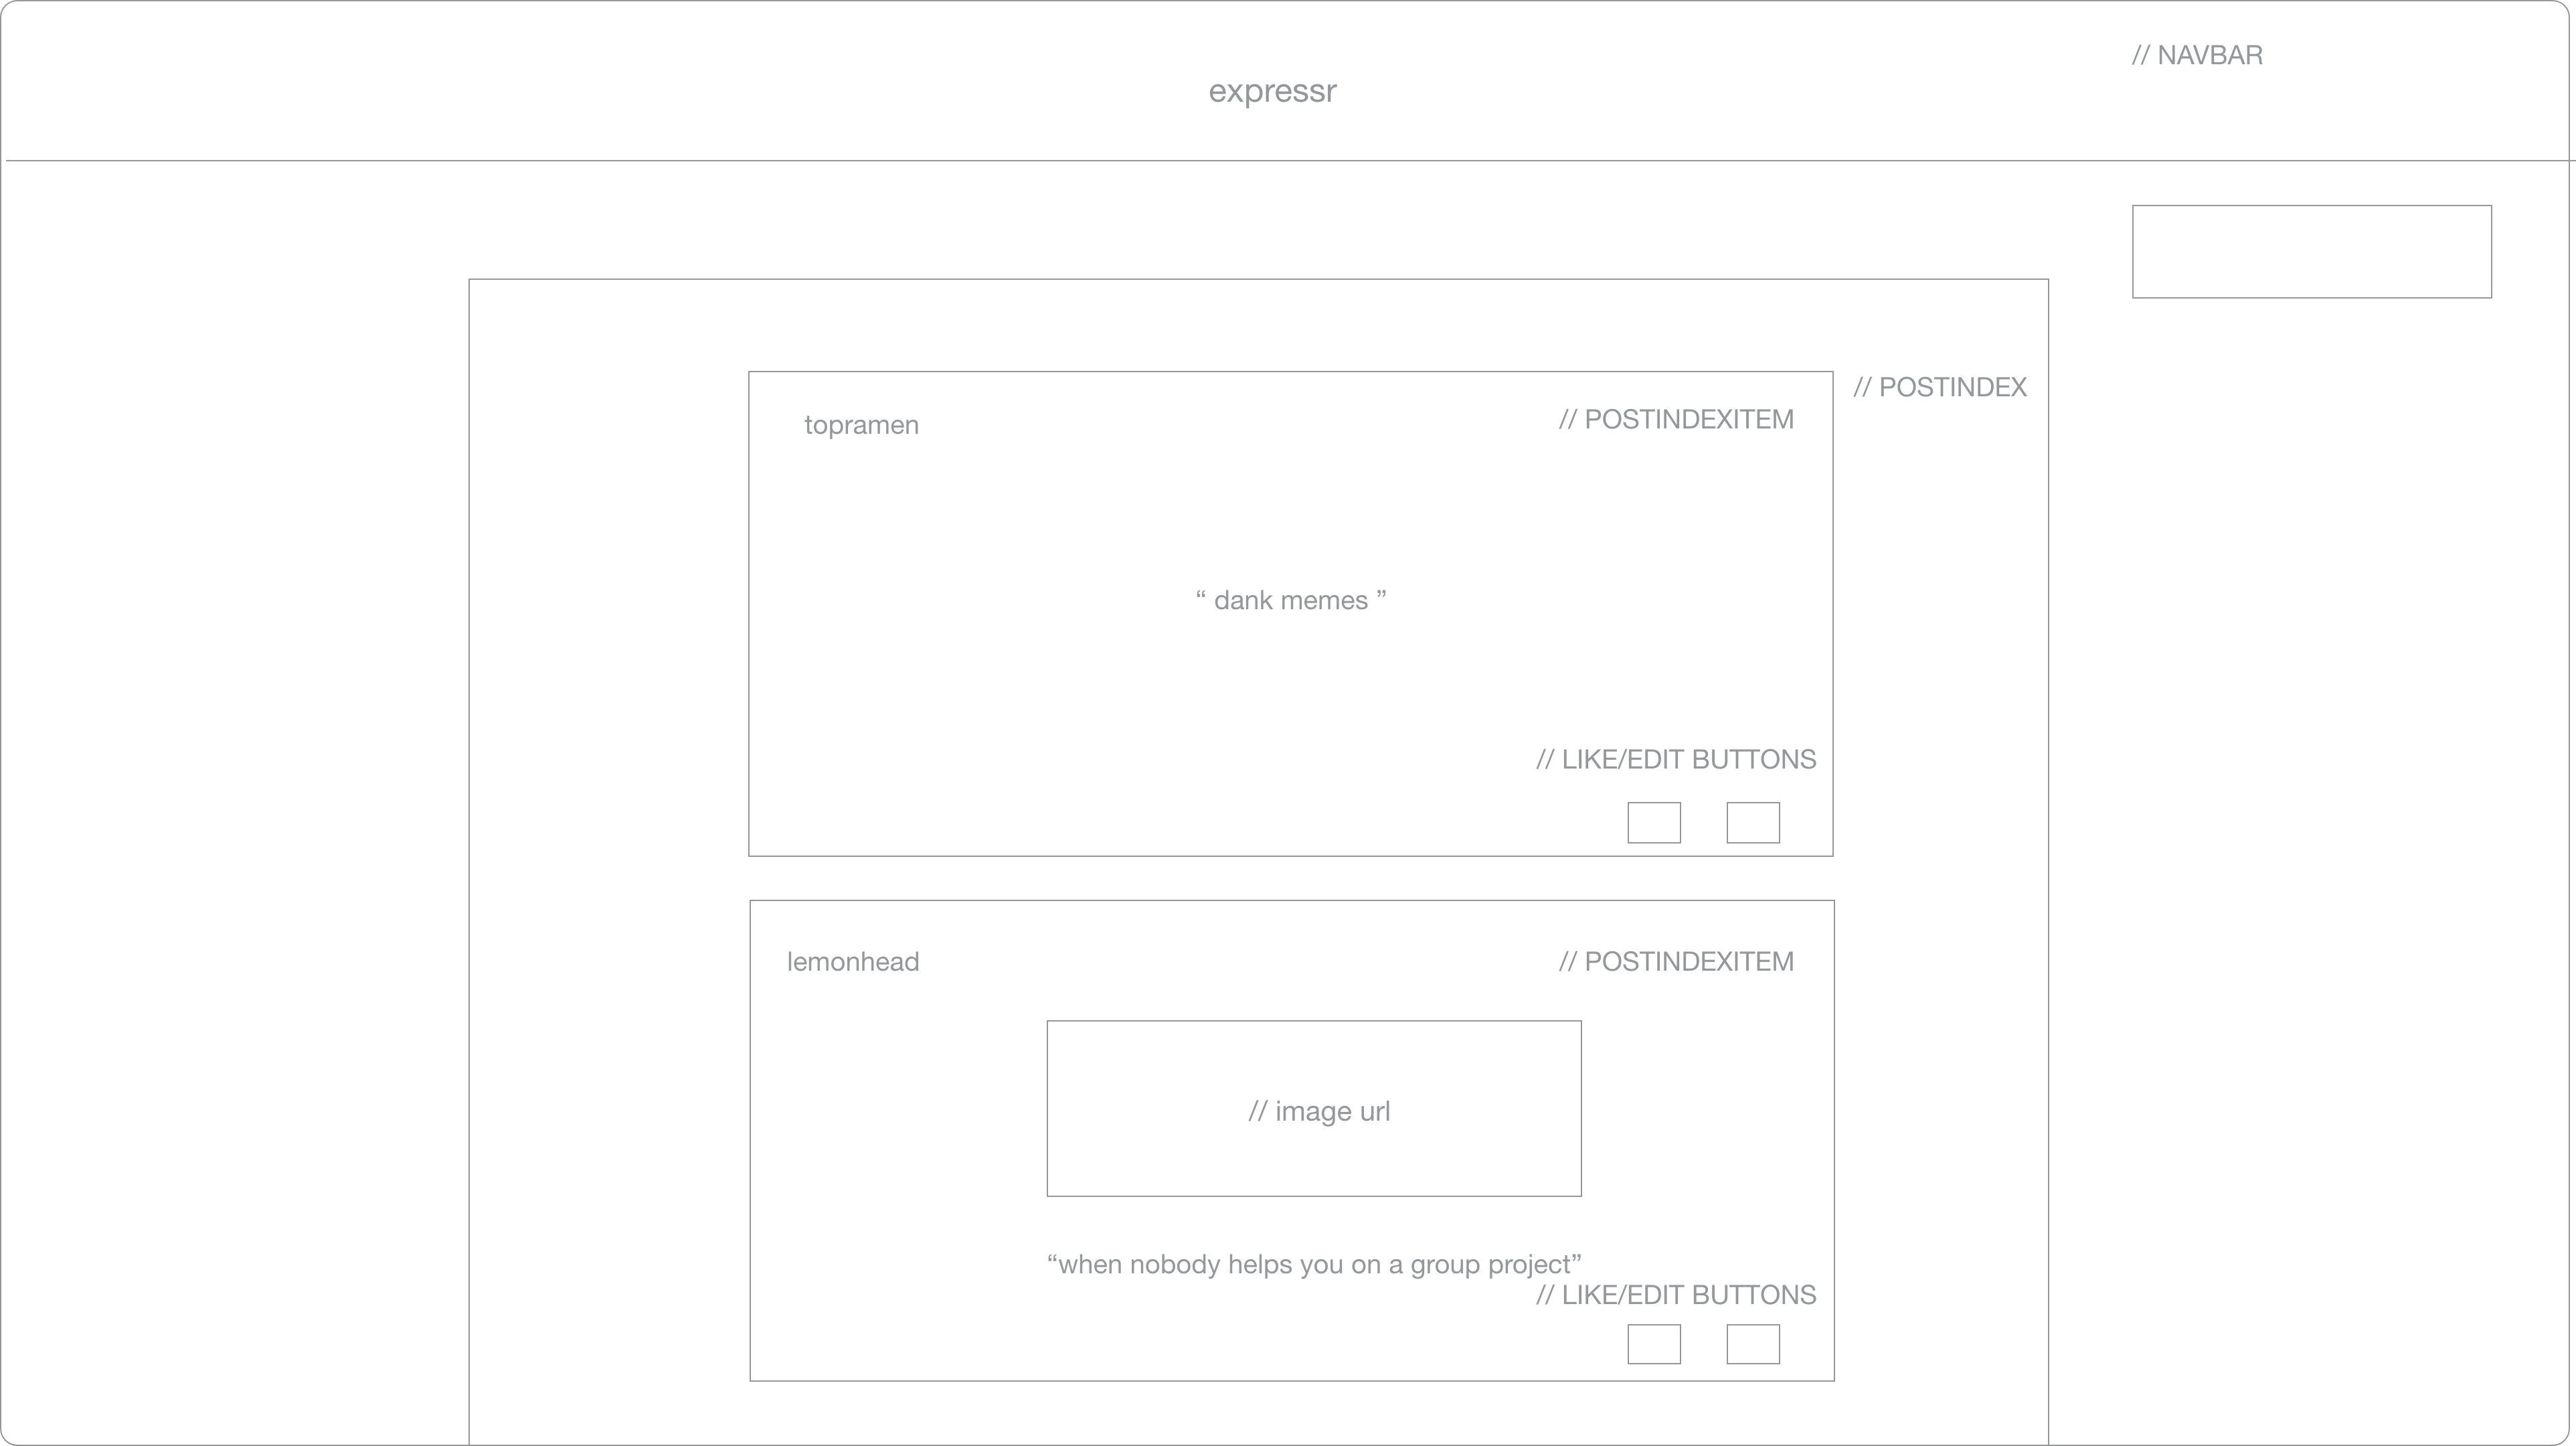 // NAVBAR
expressr
// POSTINDEX
topramen
// POSTINDEXITEM
“ dank memes ”
// LIKE/EDIT BUTTONS
lemonhead
// POSTINDEXITEM
// image url
“when nobody helps you on a group project”
// LIKE/EDIT BUTTONS